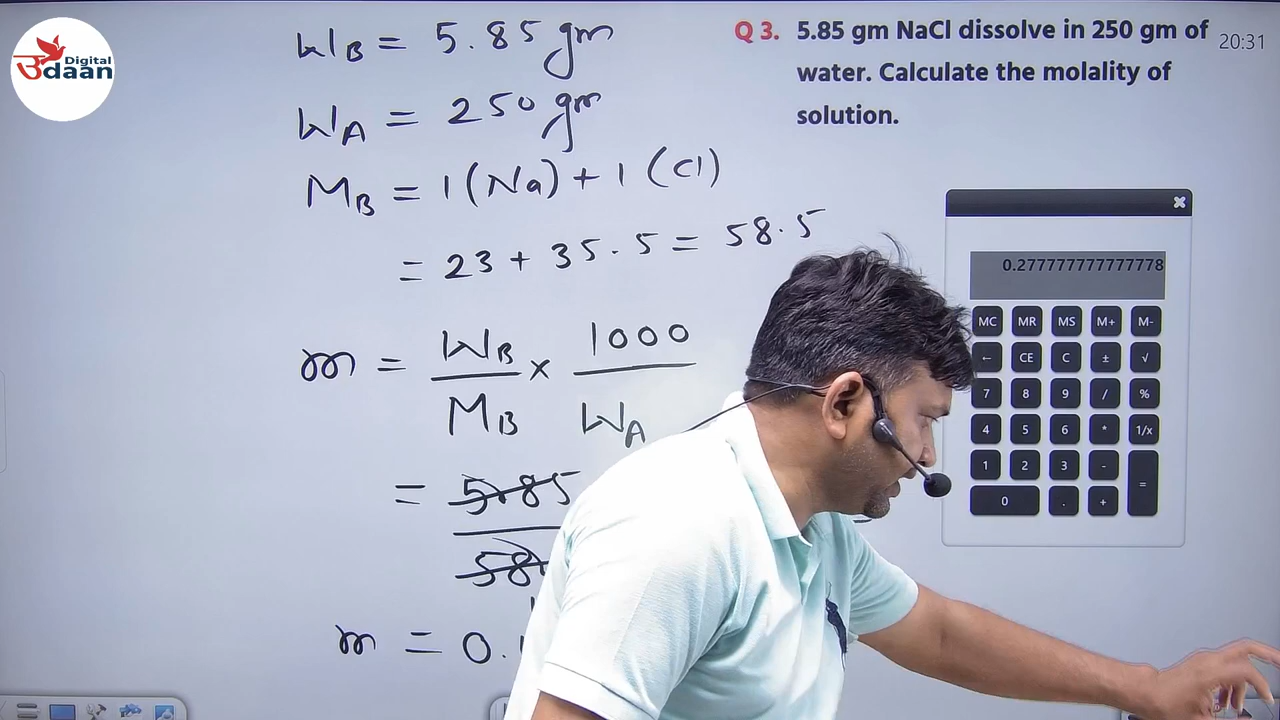 उdaan
Digital
W_B = 5.85 gm
W_A = 250 gm
M_B = 1 (Na) + 1 (Cl)
= 23 + 35.5 = 58.5
m = W_B / M_B × 1000 / W_A
= 5.85
58
m = 0.
Q 3. 5.85 gm NaCl dissolve in 250 gm of
water. Calculate the molality of
solution.
20:31
0.2777777777777778
MC MR MS M+ M-
← CE C ± √
7 8 9 / %
4 5 6 * 1/x
1 2 3 - =
0 . +